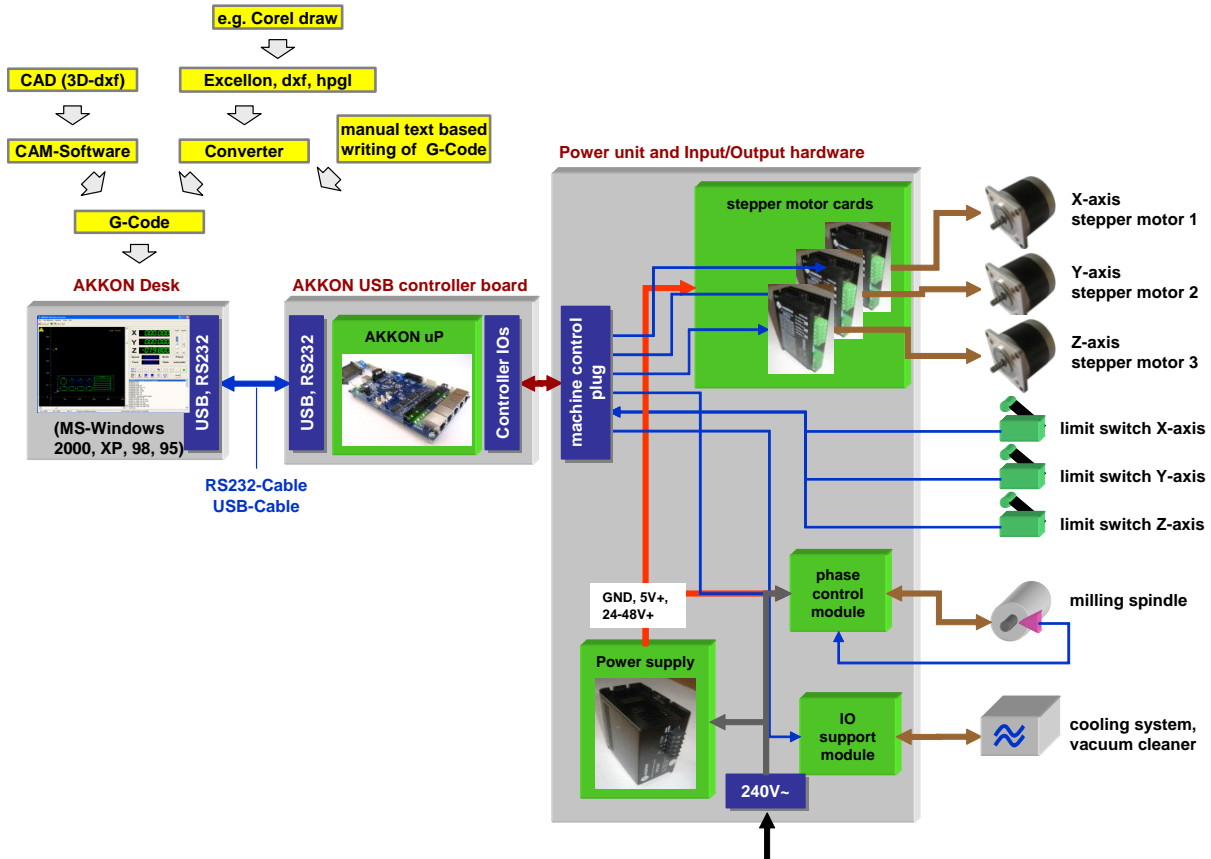 e.g. Corel draw
CAD (3D-dxf)
Excellon, dxf, hpgl
CAM-Software
Converter
manual text based
writing of G-Code
G-Code
AKKON Desk
X
Y
Z
USB, RS232
(MS-Windows
2000, XP, 98, 95)
RS232-Cable
USB-Cable
AKKON USB controller board
USB, RS232
AKKON uP
Controller IOs
Power unit and Input/Output hardware
machine control
plug
stepper motor cards
GND, 5V+,
24-48V+
Power supply
phase
control
module
IO
support
module
240V~
X-axis
stepper motor 1
Y-axis
stepper motor 2
Z-axis
stepper motor 3
limit switch X-axis
limit switch Y-axis
limit switch Z-axis
milling spindle
cooling system,
vacuum cleaner